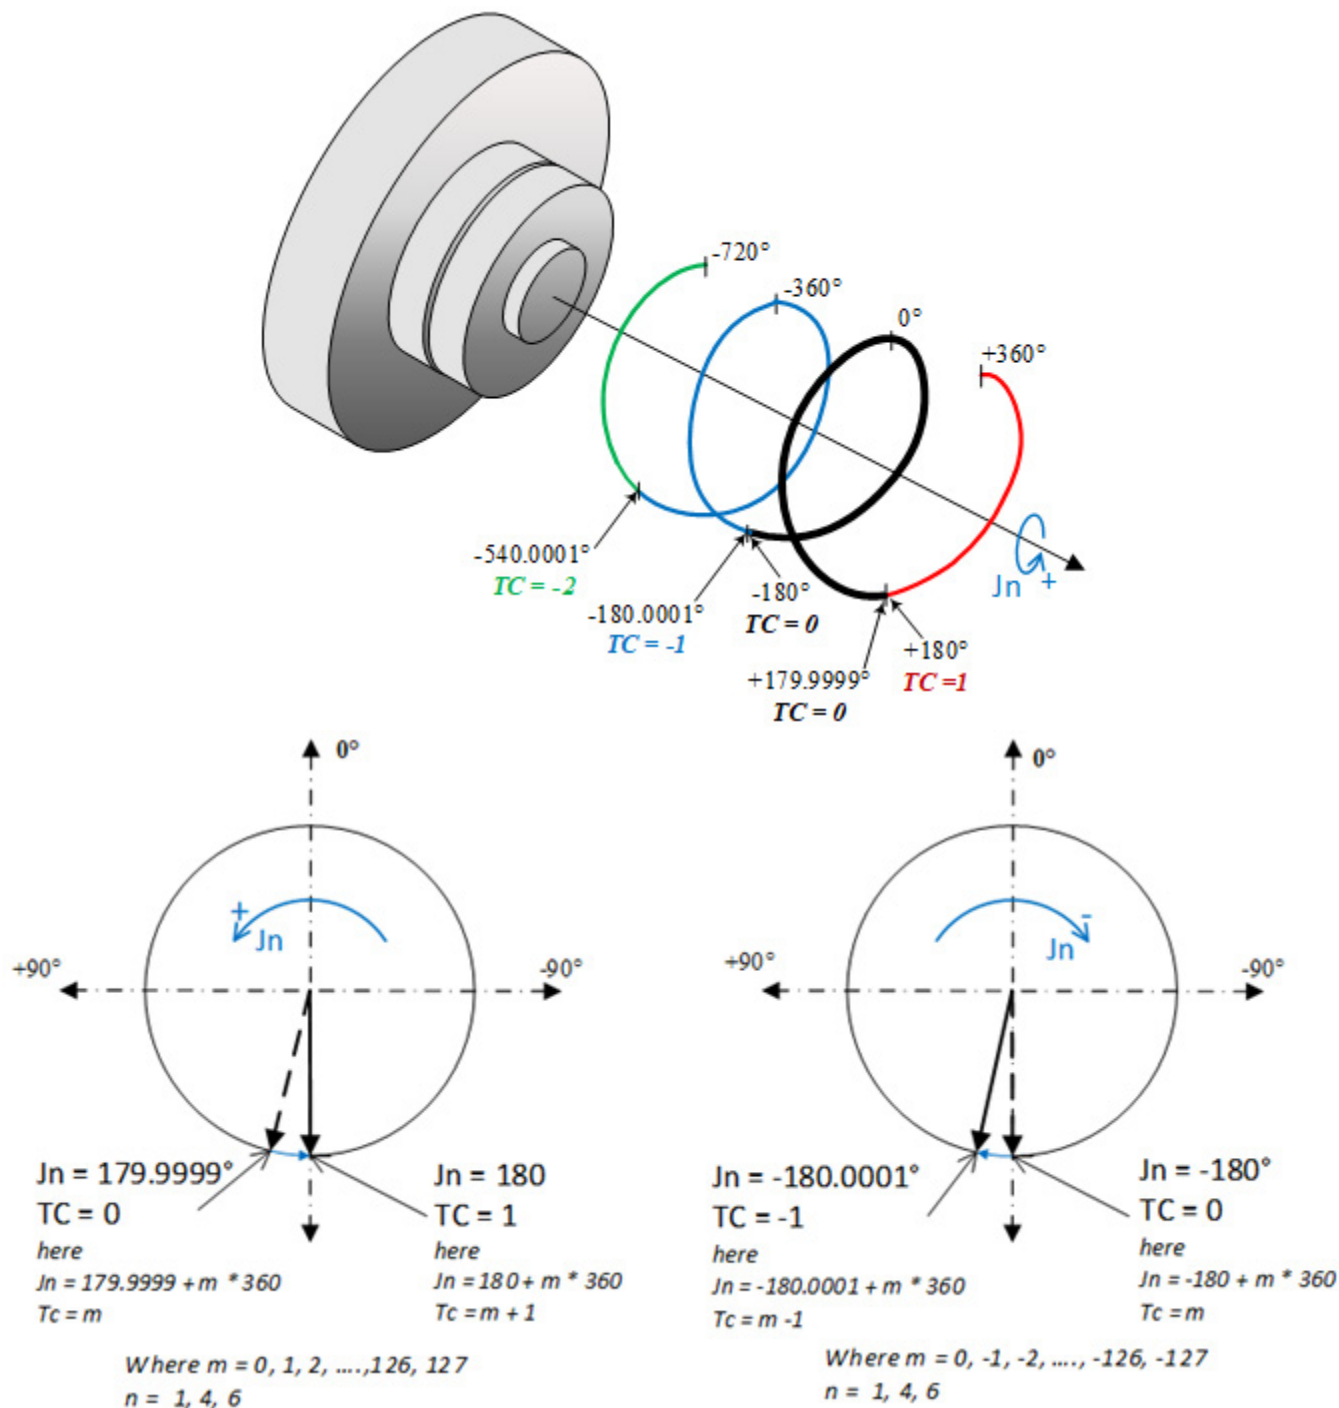 -720°
-360°
0°
+360°
-540.0001°
TC = -2
-180.0001°
TC = -1
-180°
TC = 0
+179.9999°
TC = 0
+180°
TC =1
Jn +
0°
+
Jn
+90°
-90°
Jn = 179.9999°
TC = 0
here
Jn = 179.9999 + m * 360
Tc = m
Jn = 180
TC = 1
here
Jn = 180 + m * 360
Tc = m + 1
Where m = 0, 1, 2, ....,126, 127
n = 1, 4, 6
0°
-
Jn
+90°
-90°
Jn = -180.0001°
TC = -1
here
Jn = -180.0001 + m * 360
Tc = m -1
Jn = -180°
TC = 0
here
Jn = -180 + m * 360
Tc = m
Where m = 0, -1, -2, ...., -126, -127
n = 1, 4, 6